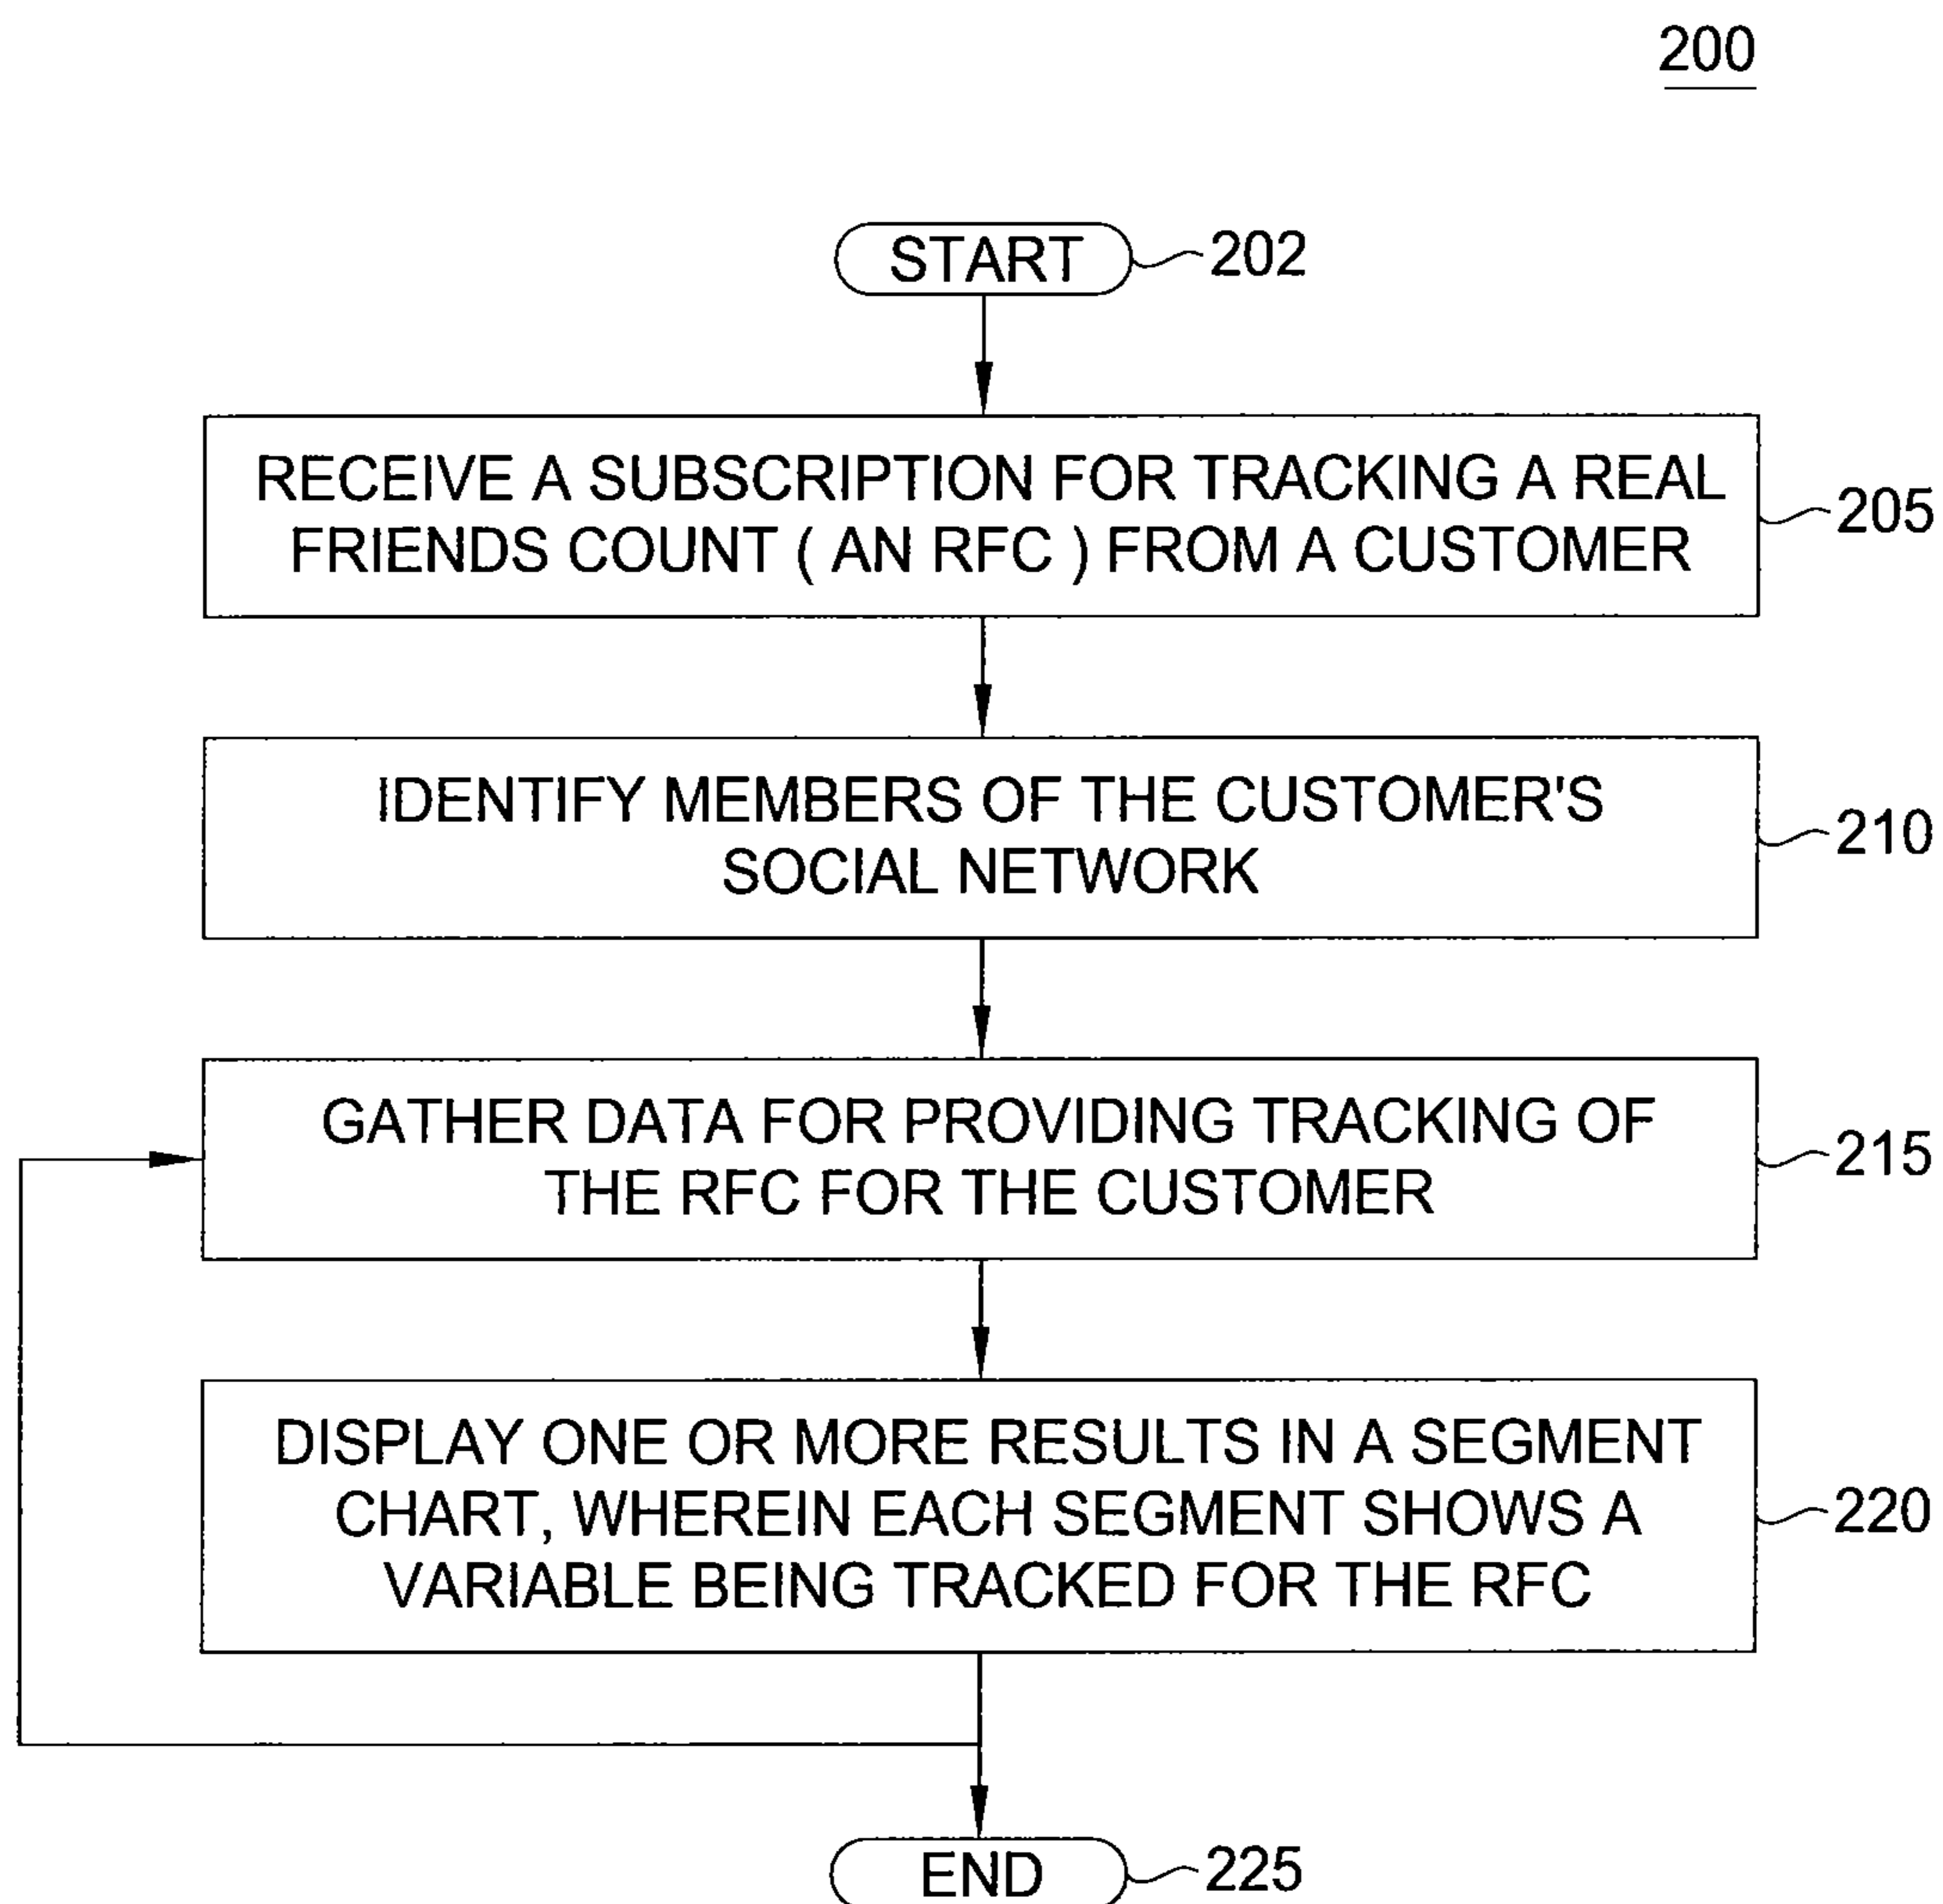 200
START
202
RECEIVE A SUBSCRIPTION FOR TRACKING A REAL
FRIENDS COUNT ( AN RFC ) FROM A CUSTOMER
205
IDENTIFY MEMBERS OF THE CUSTOMER'S
SOCIAL NETWORK
210
GATHER DATA FOR PROVIDING TRACKING OF
THE RFC FOR THE CUSTOMER
215
DISPLAY ONE OR MORE RESULTS IN A SEGMENT
CHART, WHEREIN EACH SEGMENT SHOWS A
VARIABLE BEING TRACKED FOR THE RFC
220
END
225